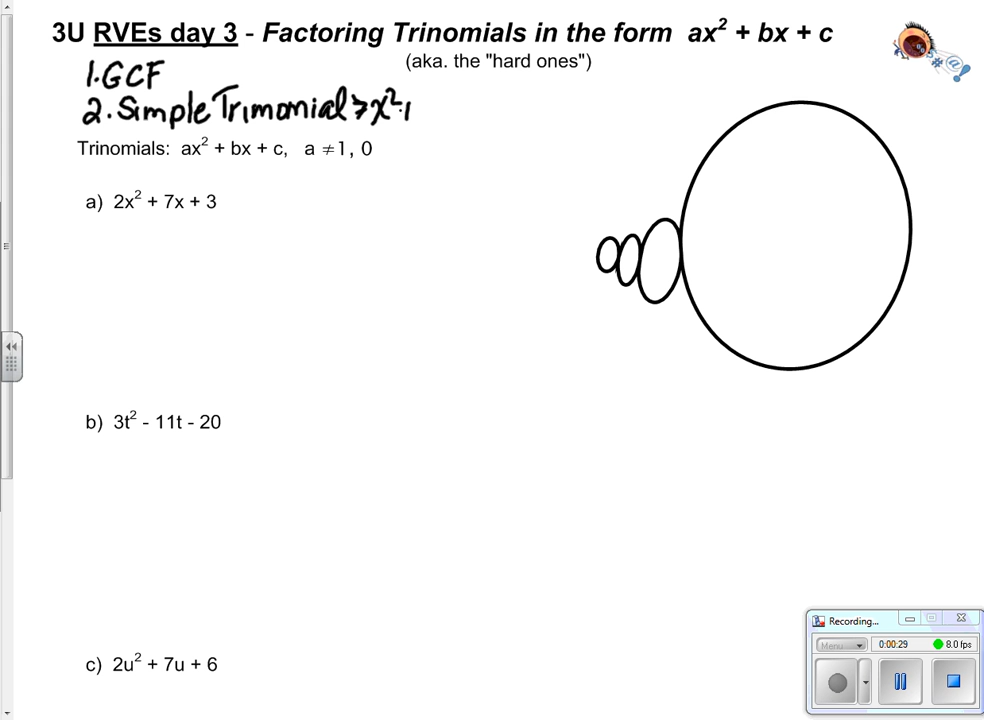 3U RVEs day 3 - Factoring Trinomials in the form ax² + bx + c
(aka. the "hard ones")
1. GCF
2. Simple Trimomial > x²·1
Trinomials: ax² + bx + c, a ≠ 1, 0
a) 2x² + 7x + 3
b) 3t² - 11t - 20
c) 2u² + 7u + 6
Recording...
Menu 0:00:29 8.0 fps